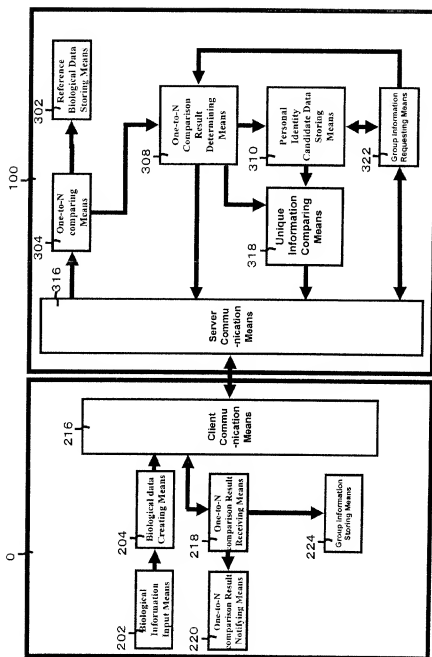 0
202
Biological
Information
Input Means
204
Biological data
Creating Means
216
Client
Commu
-nication
Means
220
One-to-N
comparison Result
Notifying Means
218
One-to-N
comparison Result
Receiving Means
224
Group Information
Storing Means
100
316
Server
Commu
-nication
Means
304
One-to-N
comparing
Means
302
Reference
Biological Data
Storing Means
308
One-to-N
Comparison
Result
Determining
Means
318
Unique
Information
Comparing
Means
310
Personal
Identity
Candidate Data
Storing
Means
322
Group Information
Requesting Means